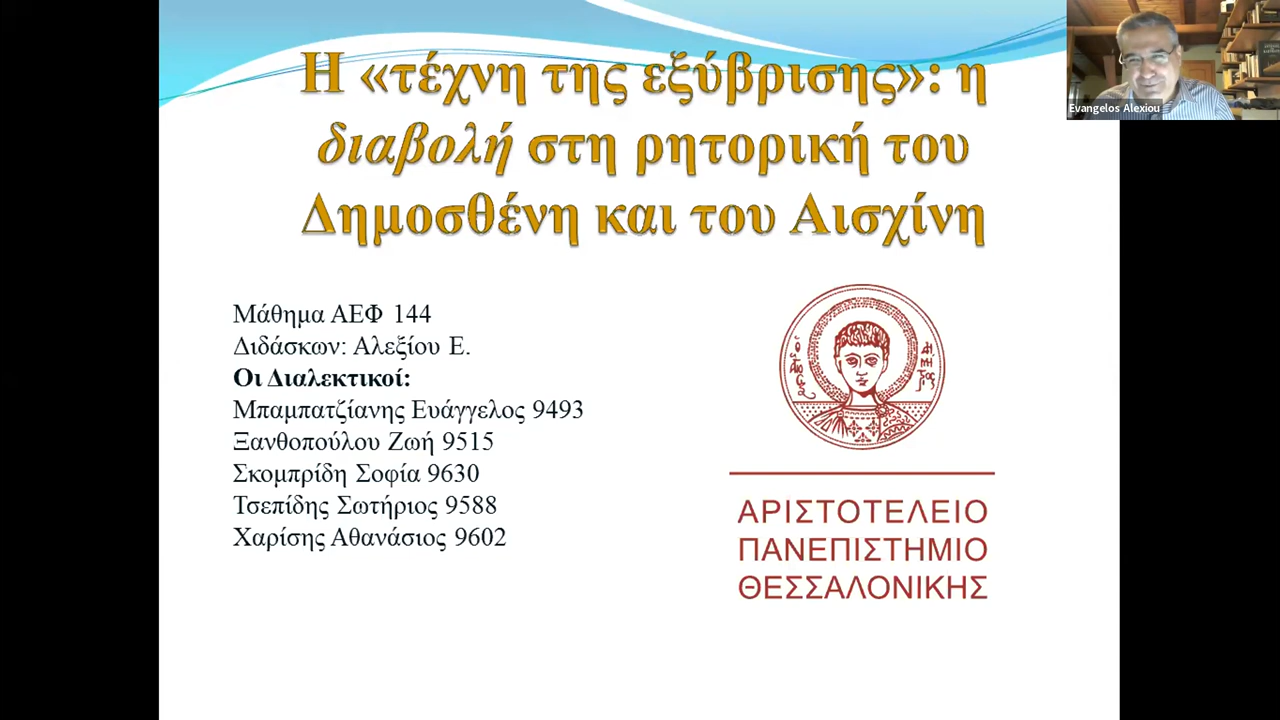 Η «τέχνη της εξύβρισης»: η
διαβολή στη ρητορική του
Δημοσθένη και του Αισχίνη
Evangelos Alexiou
Μάθημα ΑΕΦ 144
Διδάσκων: Αλεξίου Ε.
Οι Διαλεκτικοί:
Μπαμπατζίανης Ευάγγελος 9493
Ξανθοπούλου Ζωή 9515
Σκομπρίδη Σοφία 9630
Τσεπίδης Σωτήριος 9588
Χαρίσης Αθανάσιος 9602
ΑΡΙΣΤΟΤΕΛΕΙΟ
ΠΑΝΕΠΙΣΤΗΜΙΟ
ΘΕΣΣΑΛΟΝΙΚΗΣ